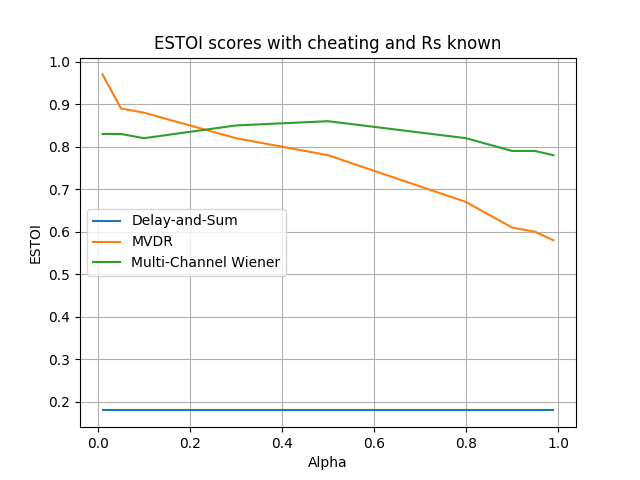 ESTOI scores with cheating and Rs known
1.0
0.9
0.8
0.7
0.6
0.5
0.4
0.3
0.2
ESTOI
Delay-and-Sum
MVDR
Multi-Channel Wiener
0.0 0.2 0.4 0.6 0.8 1.0
Alpha